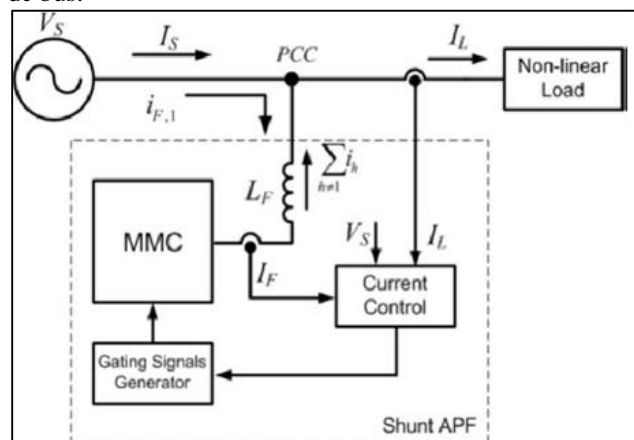 V_S
I_S
PCC
I_L
Non-linear
Load
i_{F,1}
∑ i_h
h≠1
L_F
MMC
V_S
I_L
I_F
Current
Control
Gating Signals
Generator
Shunt APF